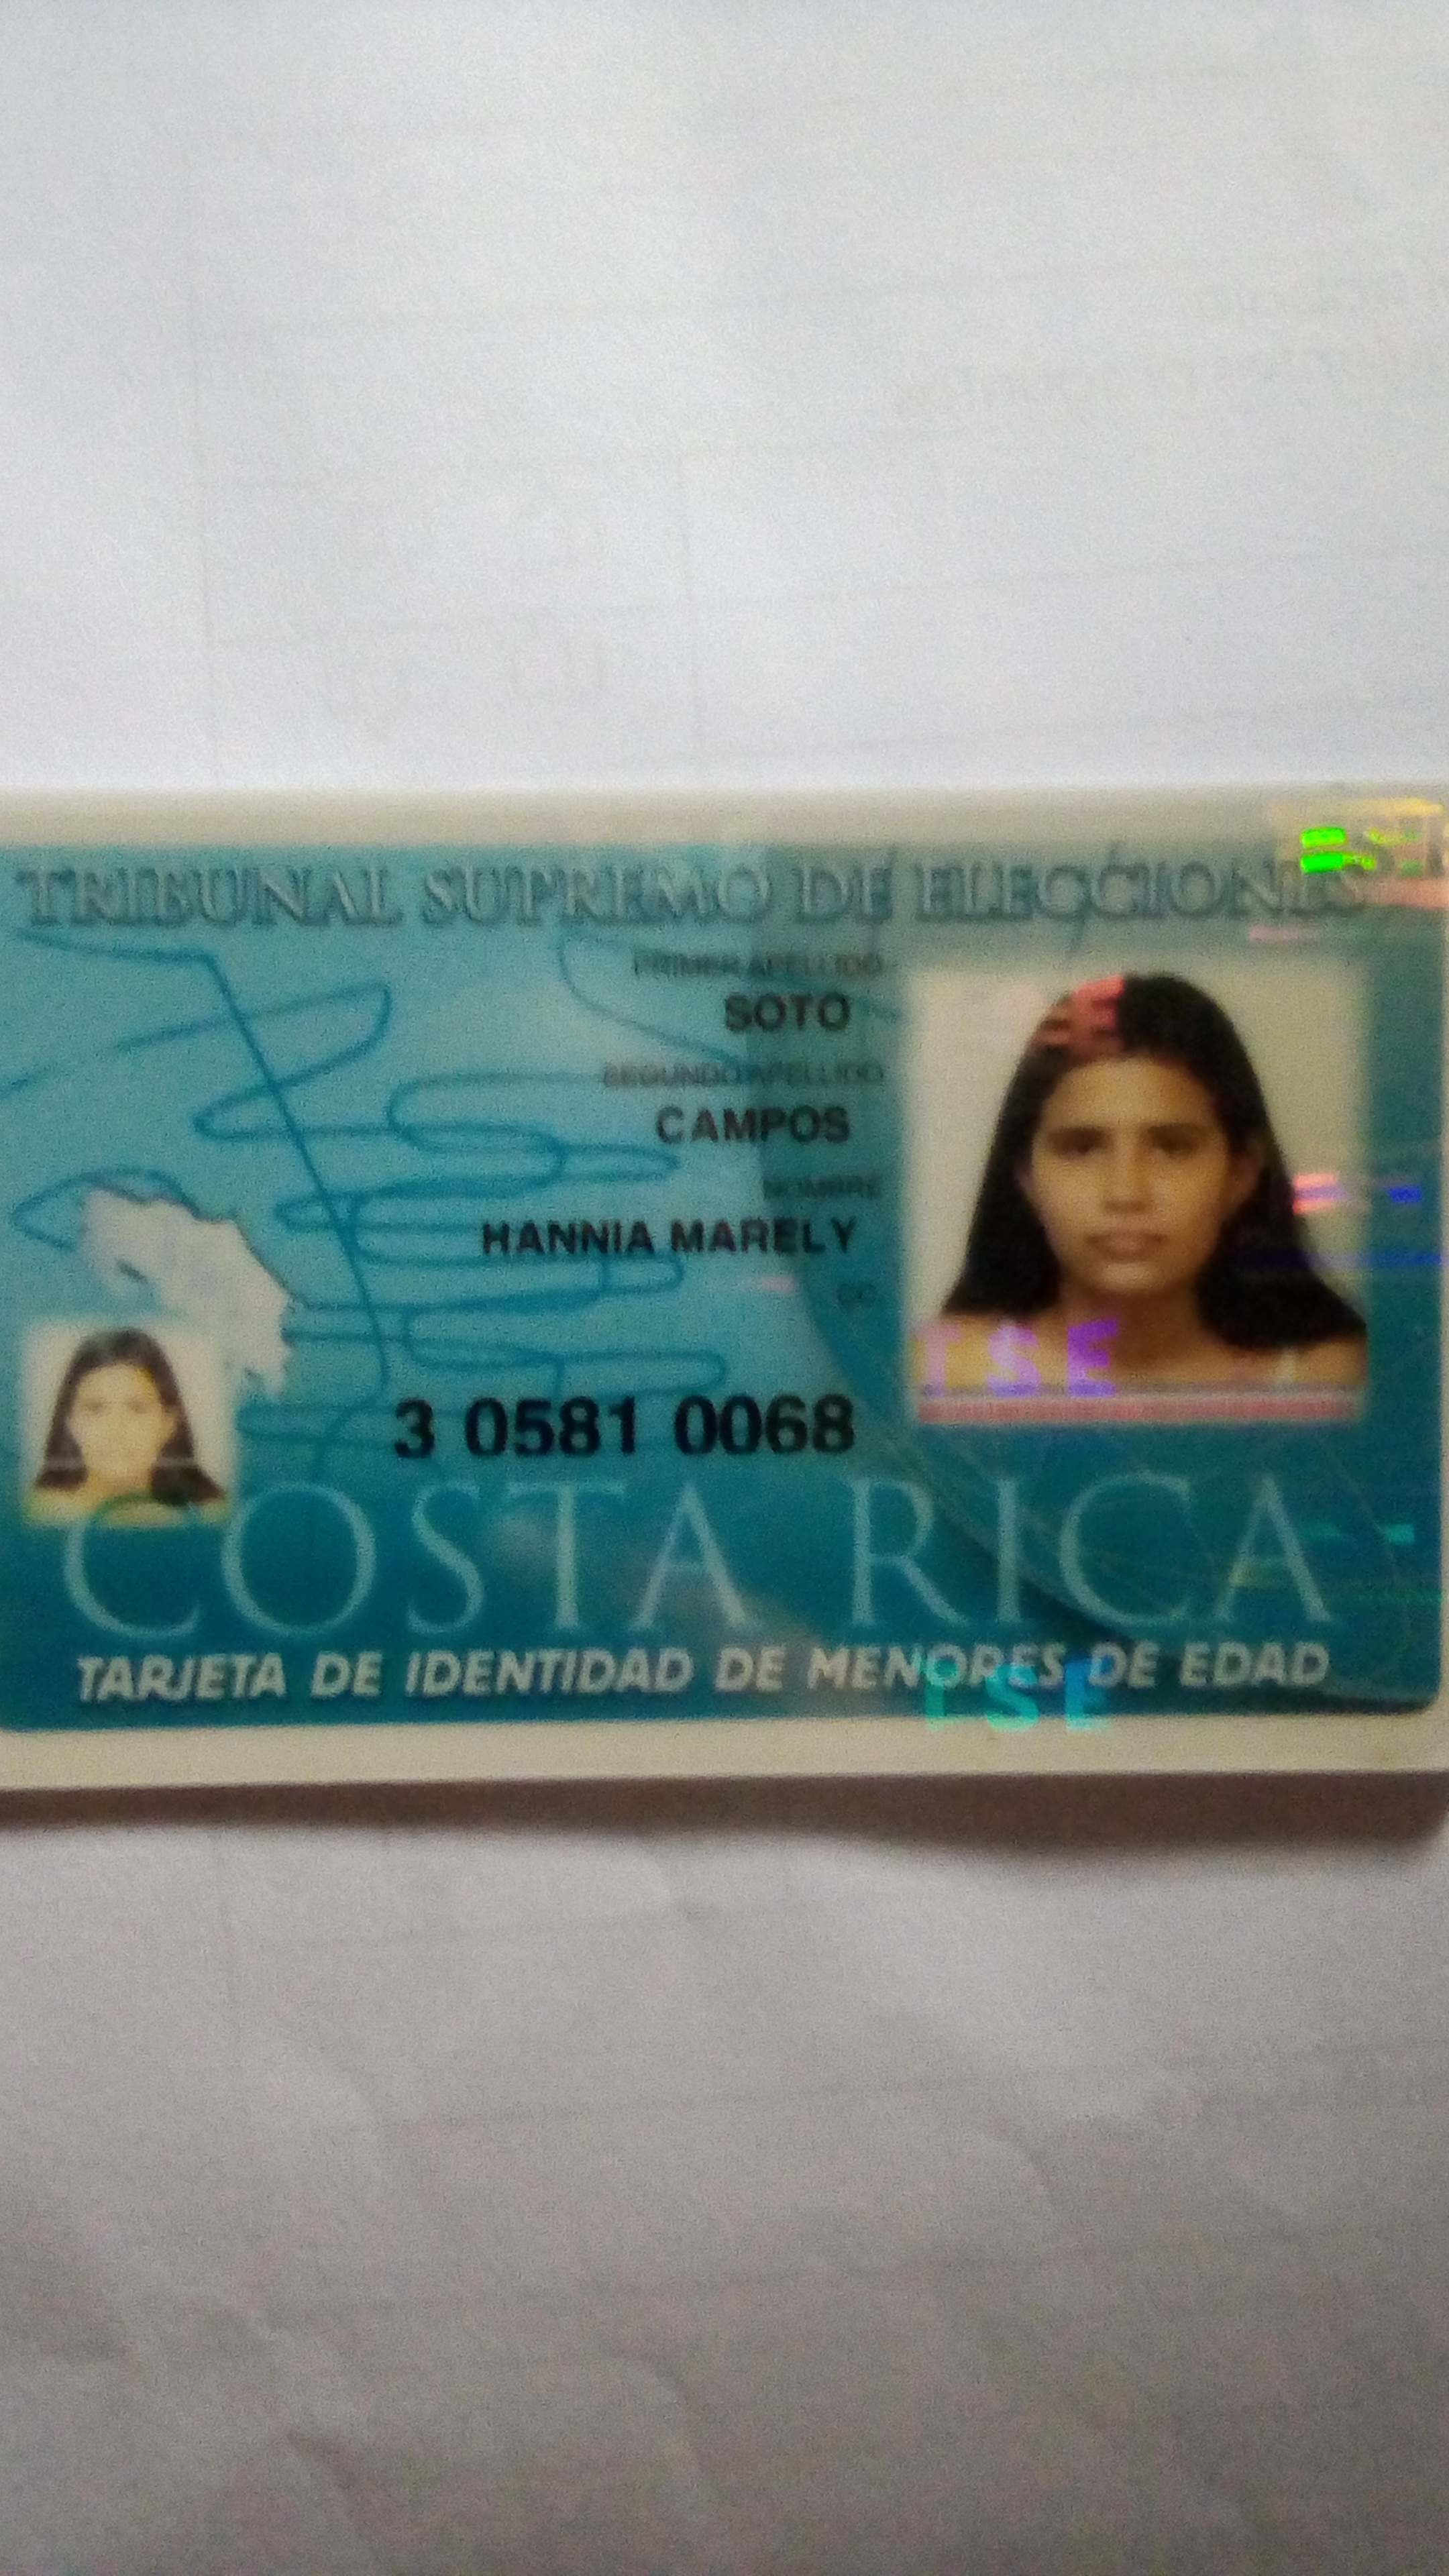 TRIBUNAL SUPREMO DE ELECCIONES
PRIMER APELLIDO
SOTO
SEGUNDO APELLIDO
CAMPOS
NOMBRE
HANNIA MARELY
CC
3 0581 0068
COSTA RICA
TARJETA DE IDENTIDAD DE MENORES DE EDAD
TSE
TSE